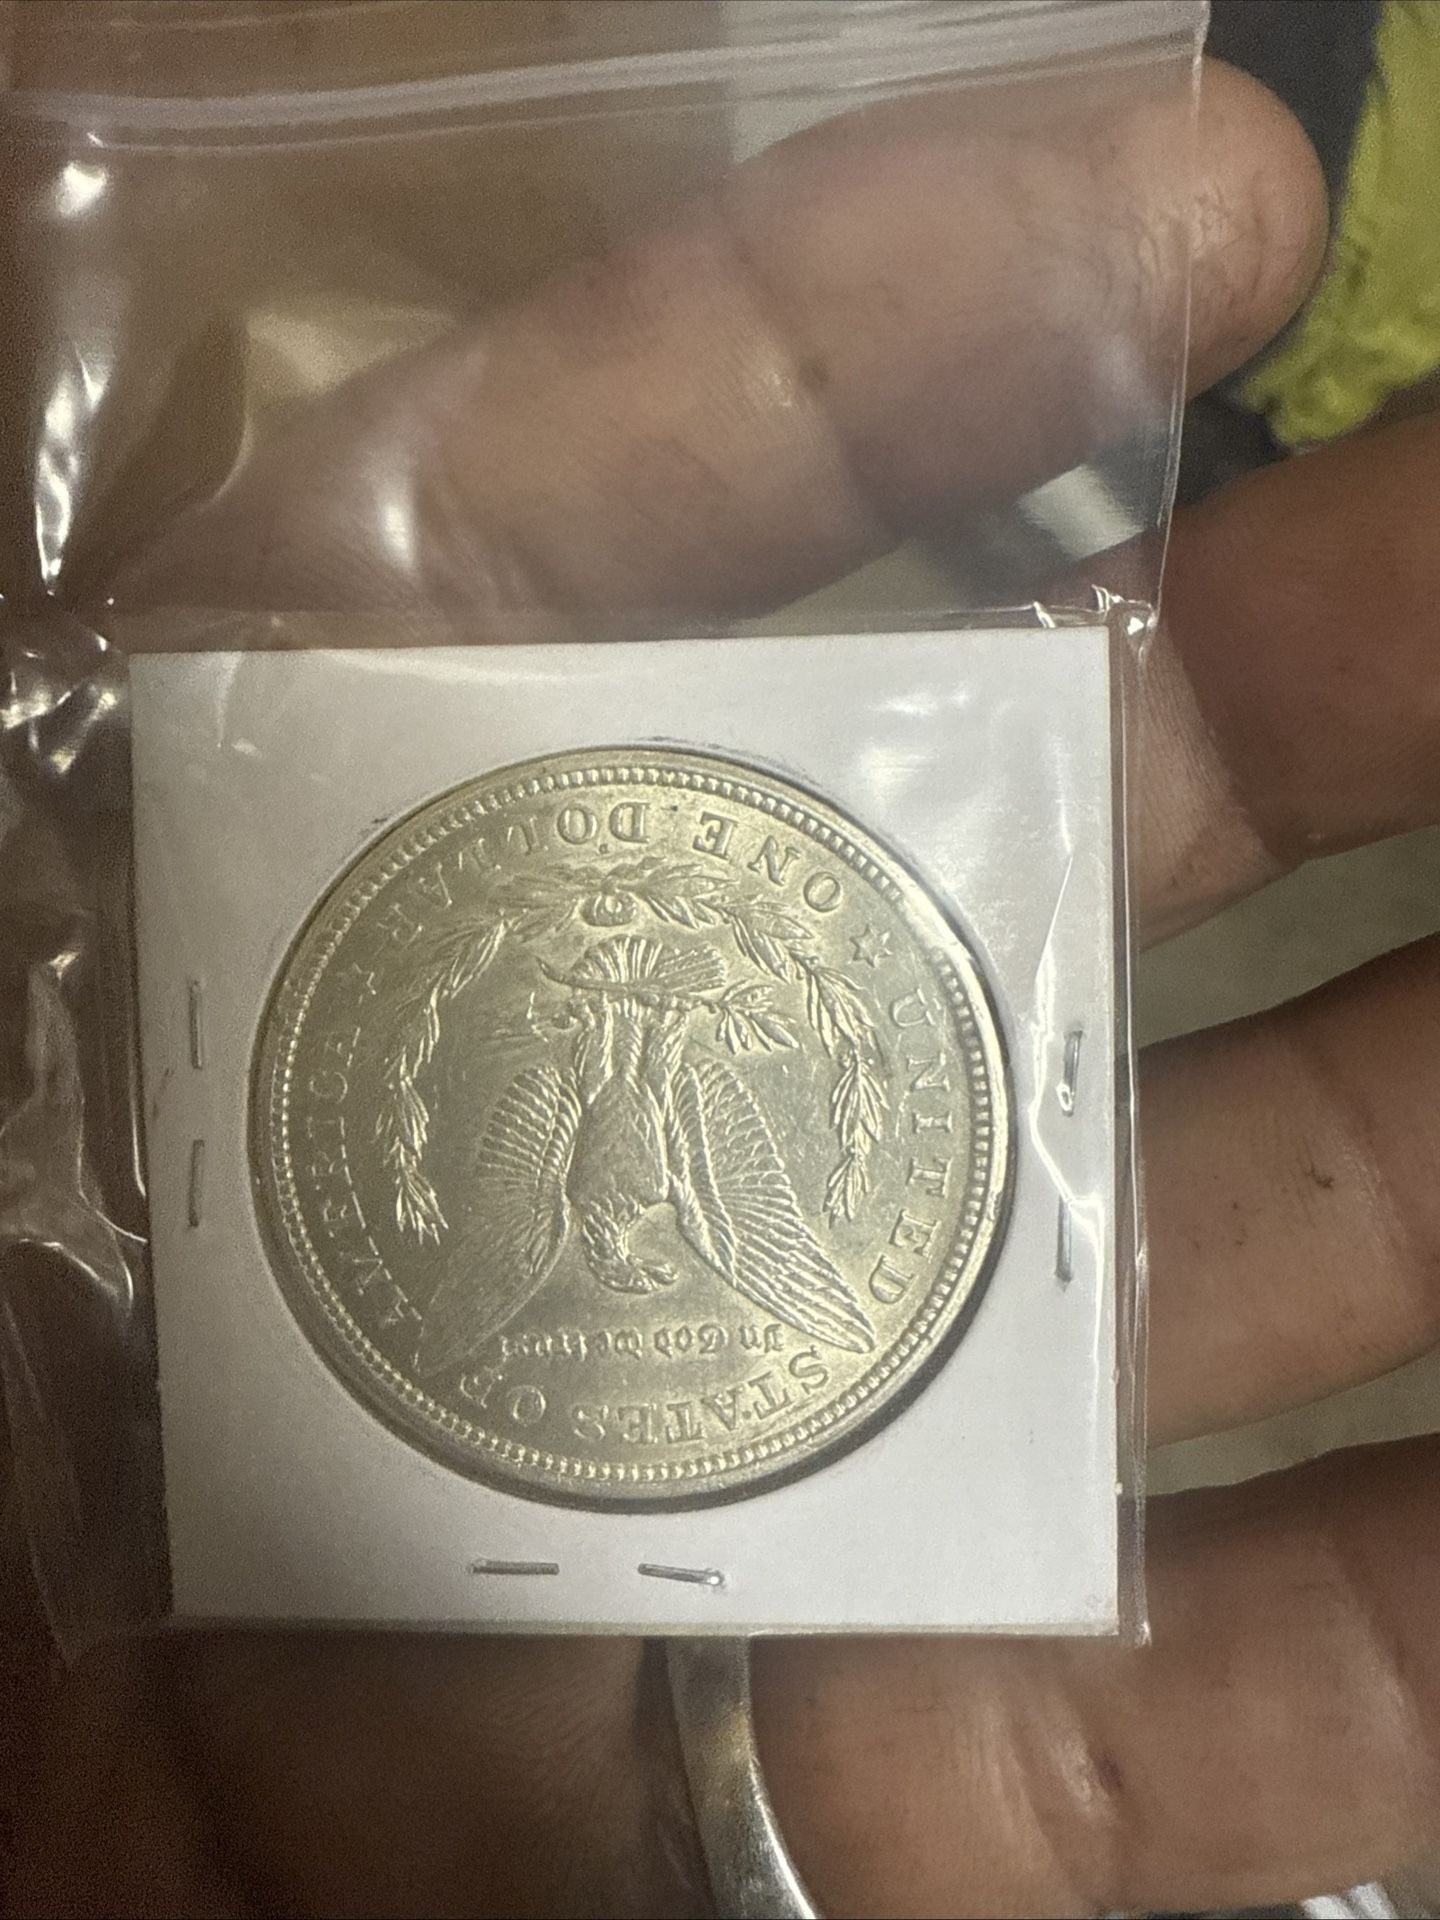 UNITED STATES OF AMERICA
In God we trust
ONE DOLLAR